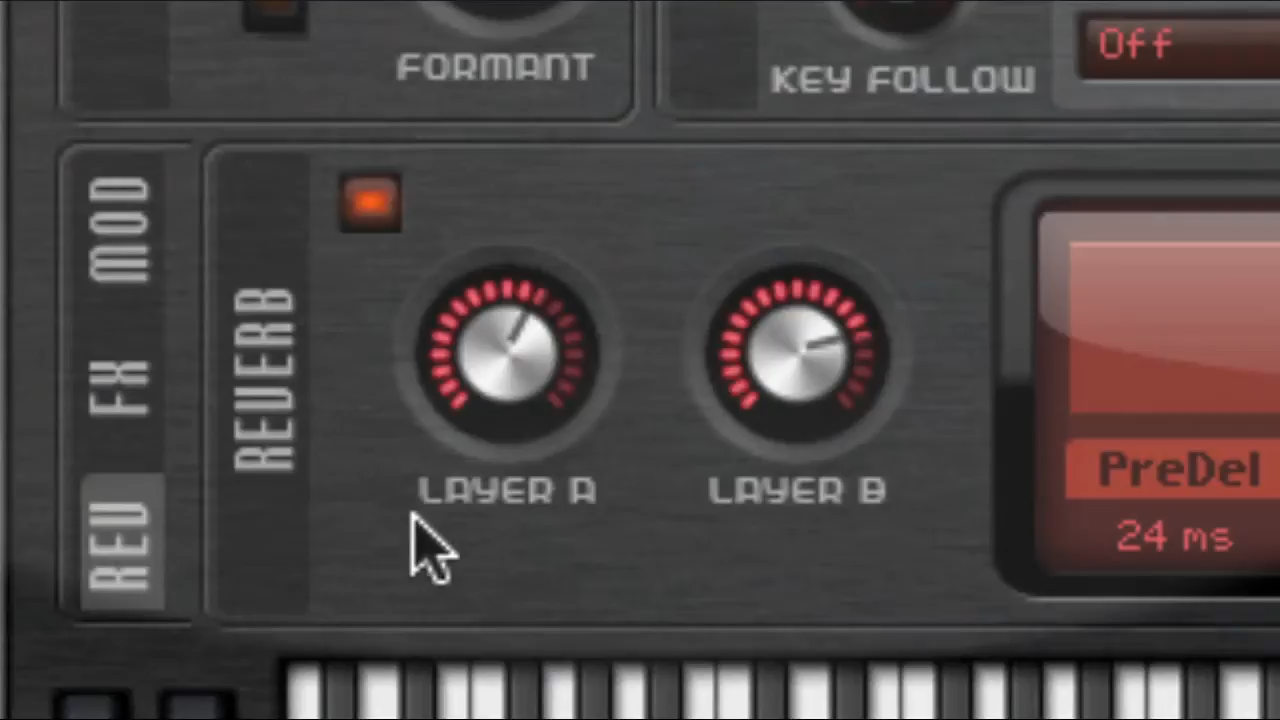 FORMANT
KEY FOLLOW
Off
MOD
FX
REV
REVERB
LAYER A
LAYER B
PreDel
24 ms